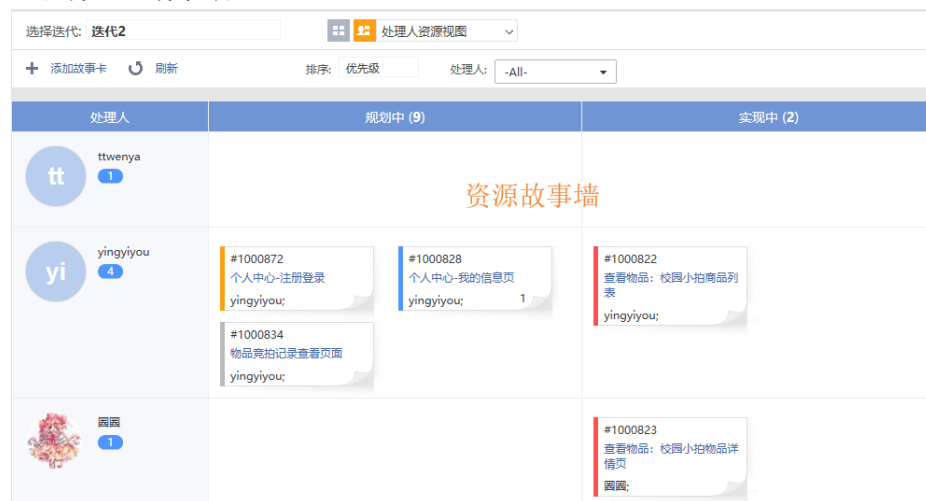 选择迭代: 迭代2
处理人资源视图
添加故事卡 刷新
排序: 优先级
处理人: -All-
处理人 规划中 (9) 实现中 (2)
tt ttwenya
1
资源故事墙
yi yingyiyou
4
#1000872
个人中心-注册登录
yingyiyou;
#1000828
个人中心-我的信息页
yingyiyou; 1
#1000822
查看物品：校园小拍商品列
表
yingyiyou;
#1000834
物品竞拍记录查看页面
yingyiyou;
圆圆
1
#1000823
查看物品：校园小拍物品详
情页
圆圆;